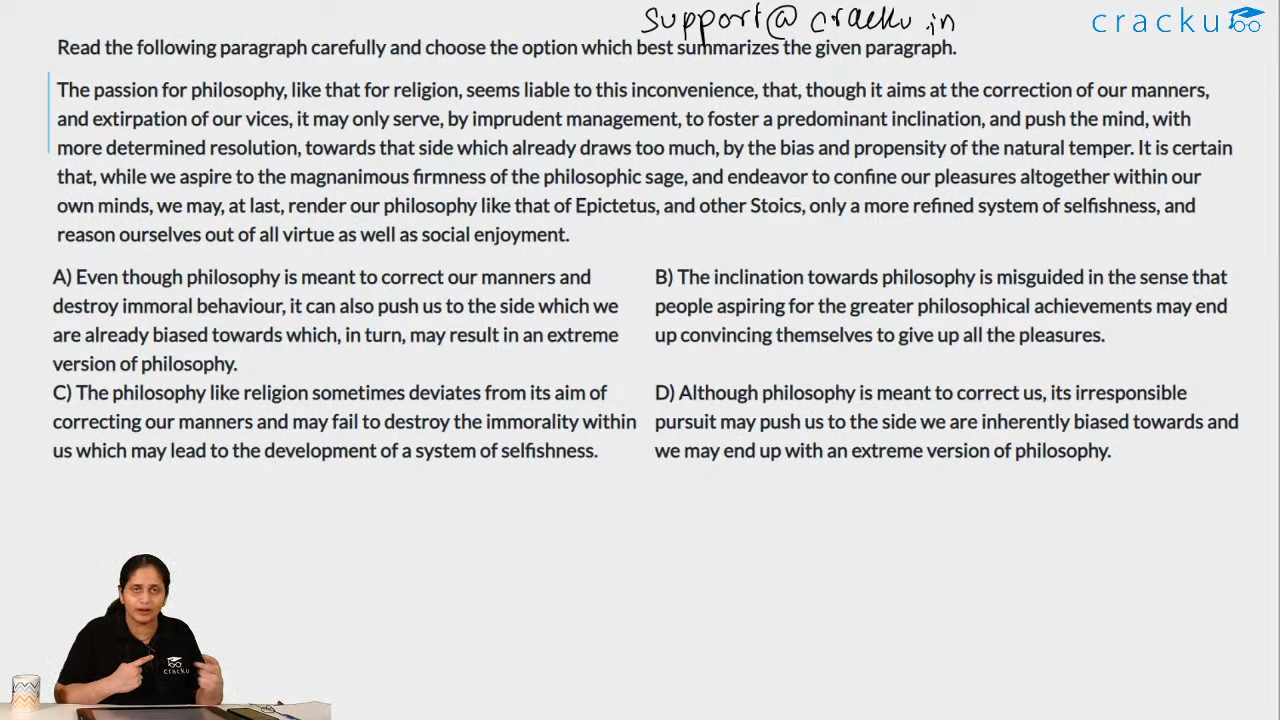 support@cracku.in
cracku
Read the following paragraph carefully and choose the option which best summarizes the given paragraph.
The passion for philosophy, like that for religion, seems liable to this inconvenience, that, though it aims at the correction of our manners,
and extirpation of our vices, it may only serve, by imprudent management, to foster a predominant inclination, and push the mind, with
more determined resolution, towards that side which already draws too much, by the bias and propensity of the natural temper. It is certain
that, while we aspire to the magnanimous firmness of the philosophic sage, and endeavor to confine our pleasures altogether within our
own minds, we may, at last, render our philosophy like that of Epictetus, and other Stoics, only a more refined system of selfishness, and
reason ourselves out of all virtue as well as social enjoyment.
A) Even though philosophy is meant to correct our manners and
destroy immoral behaviour, it can also push us to the side which we
are already biased towards which, in turn, may result in an extreme
version of philosophy.
B) The inclination towards philosophy is misguided in the sense that
people aspiring for the greater philosophical achievements may end
up convincing themselves to give up all the pleasures.
C) The philosophy like religion sometimes deviates from its aim of
correcting our manners and may fail to destroy the immorality within
us which may lead to the development of a system of selfishness.
D) Although philosophy is meant to correct us, its irresponsible
pursuit may push us to the side we are inherently biased towards and
we may end up with an extreme version of philosophy.
cracku